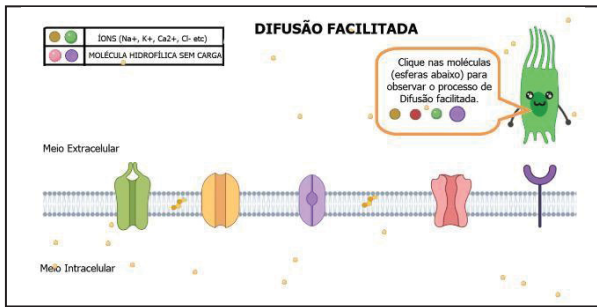 DIFUSÃO FACILITADA
ÍONS (Na+, K+, Ca2+, Cl- etc)
MOLÉCULA HIDROFÍLICA SEM CARGA
Clique nas moléculas
(esferas abaixo) para
observar o processo de
Difusão facilitada.
Meio Extracelular
Meio Intracelular